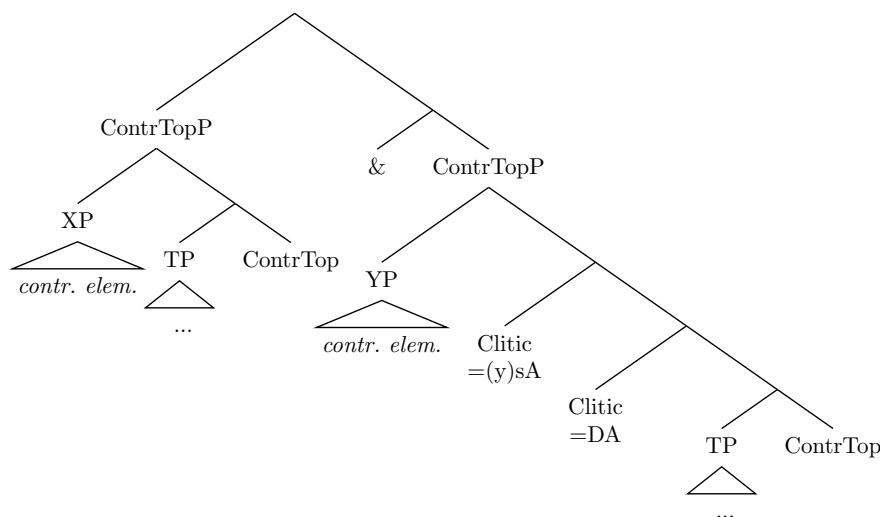 ContrTopP
& ContrTopP
XP
TP ContrTop
contr. elem.
YP
...
contr. elem.
Clitic
=(y)sA
Clitic
=DA
TP ContrTop
...